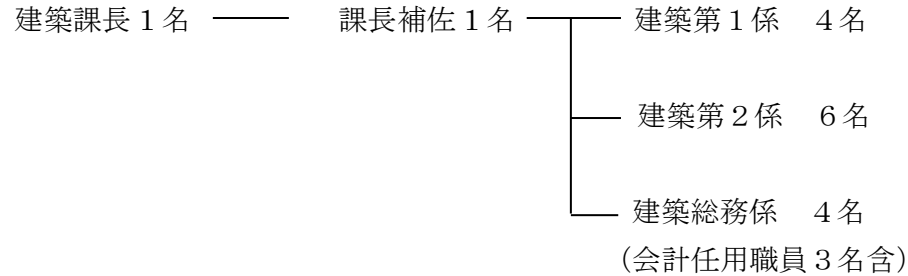 建築課長１名 課長補佐１名 建築第１係 ４名
建築第２係 ６名
建築総務係 ４名
（会計任用職員３名含）